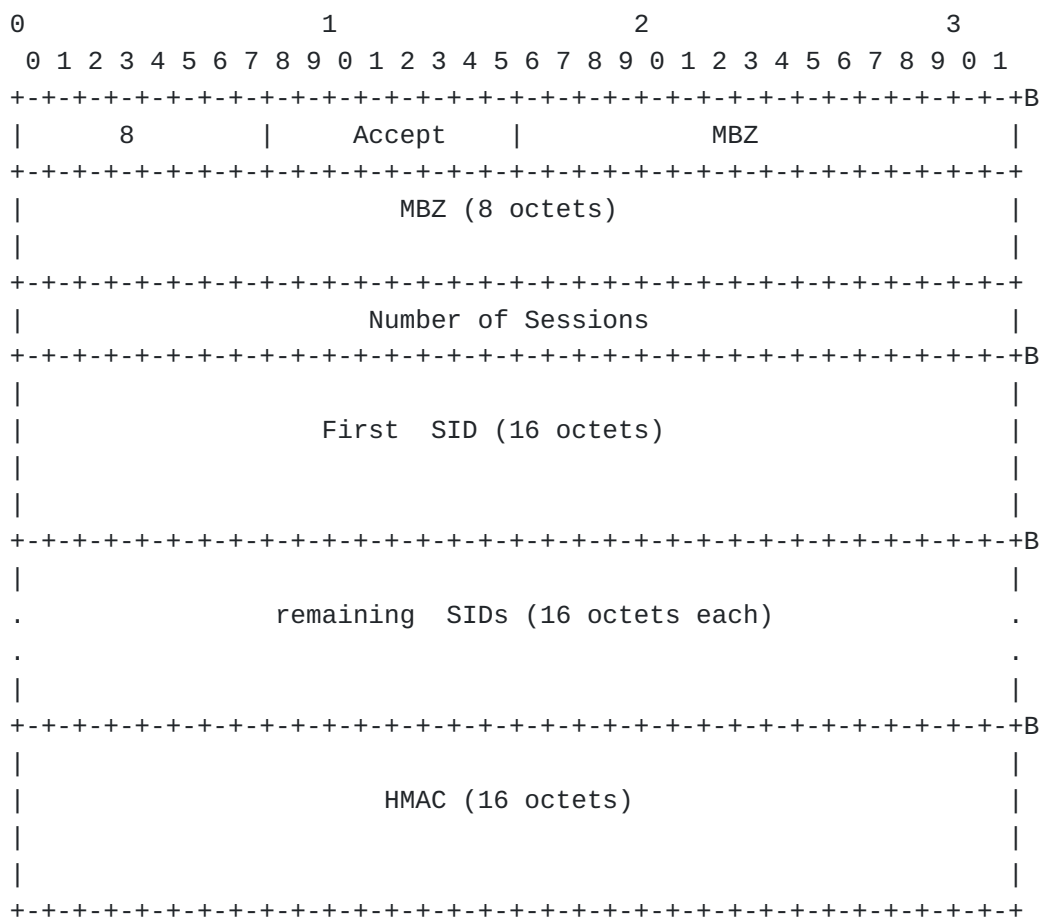 0                   1                   2                   3
 0 1 2 3 4 5 6 7 8 9 0 1 2 3 4 5 6 7 8 9 0 1 2 3 4 5 6 7 8 9 0 1
+-+-+-+-+-+-+-+-+-+-+-+-+-+-+-+-+-+-+-+-+-+-+-+-+-+-+-+-+-+-+-+-+B
|      8        |     Accept    |            MBZ                |
+-+-+-+-+-+-+-+-+-+-+-+-+-+-+-+-+-+-+-+-+-+-+-+-+-+-+-+-+-+-+-+-+
|                        MBZ (8 octets)                         |
|                                                               |
+-+-+-+-+-+-+-+-+-+-+-+-+-+-+-+-+-+-+-+-+-+-+-+-+-+-+-+-+-+-+-+-+
|                      Number of Sessions                       |
+-+-+-+-+-+-+-+-+-+-+-+-+-+-+-+-+-+-+-+-+-+-+-+-+-+-+-+-+-+-+-+-+B
|                                                               |
|                   First  SID (16 octets)                      |
|                                                               |
|                                                               |
+-+-+-+-+-+-+-+-+-+-+-+-+-+-+-+-+-+-+-+-+-+-+-+-+-+-+-+-+-+-+-+-+B
|                                                               |
.                remaining  SIDs (16 octets each)               .
.                                                               .
|                                                               |
+-+-+-+-+-+-+-+-+-+-+-+-+-+-+-+-+-+-+-+-+-+-+-+-+-+-+-+-+-+-+-+-+B
|                                                               |
|                       HMAC (16 octets)                        |
|                                                               |
|                                                               |
+-+-+-+-+-+-+-+-+-+-+-+-+-+-+-+-+-+-+-+-+-+-+-+-+-+-+-+-+-+-+-+-+